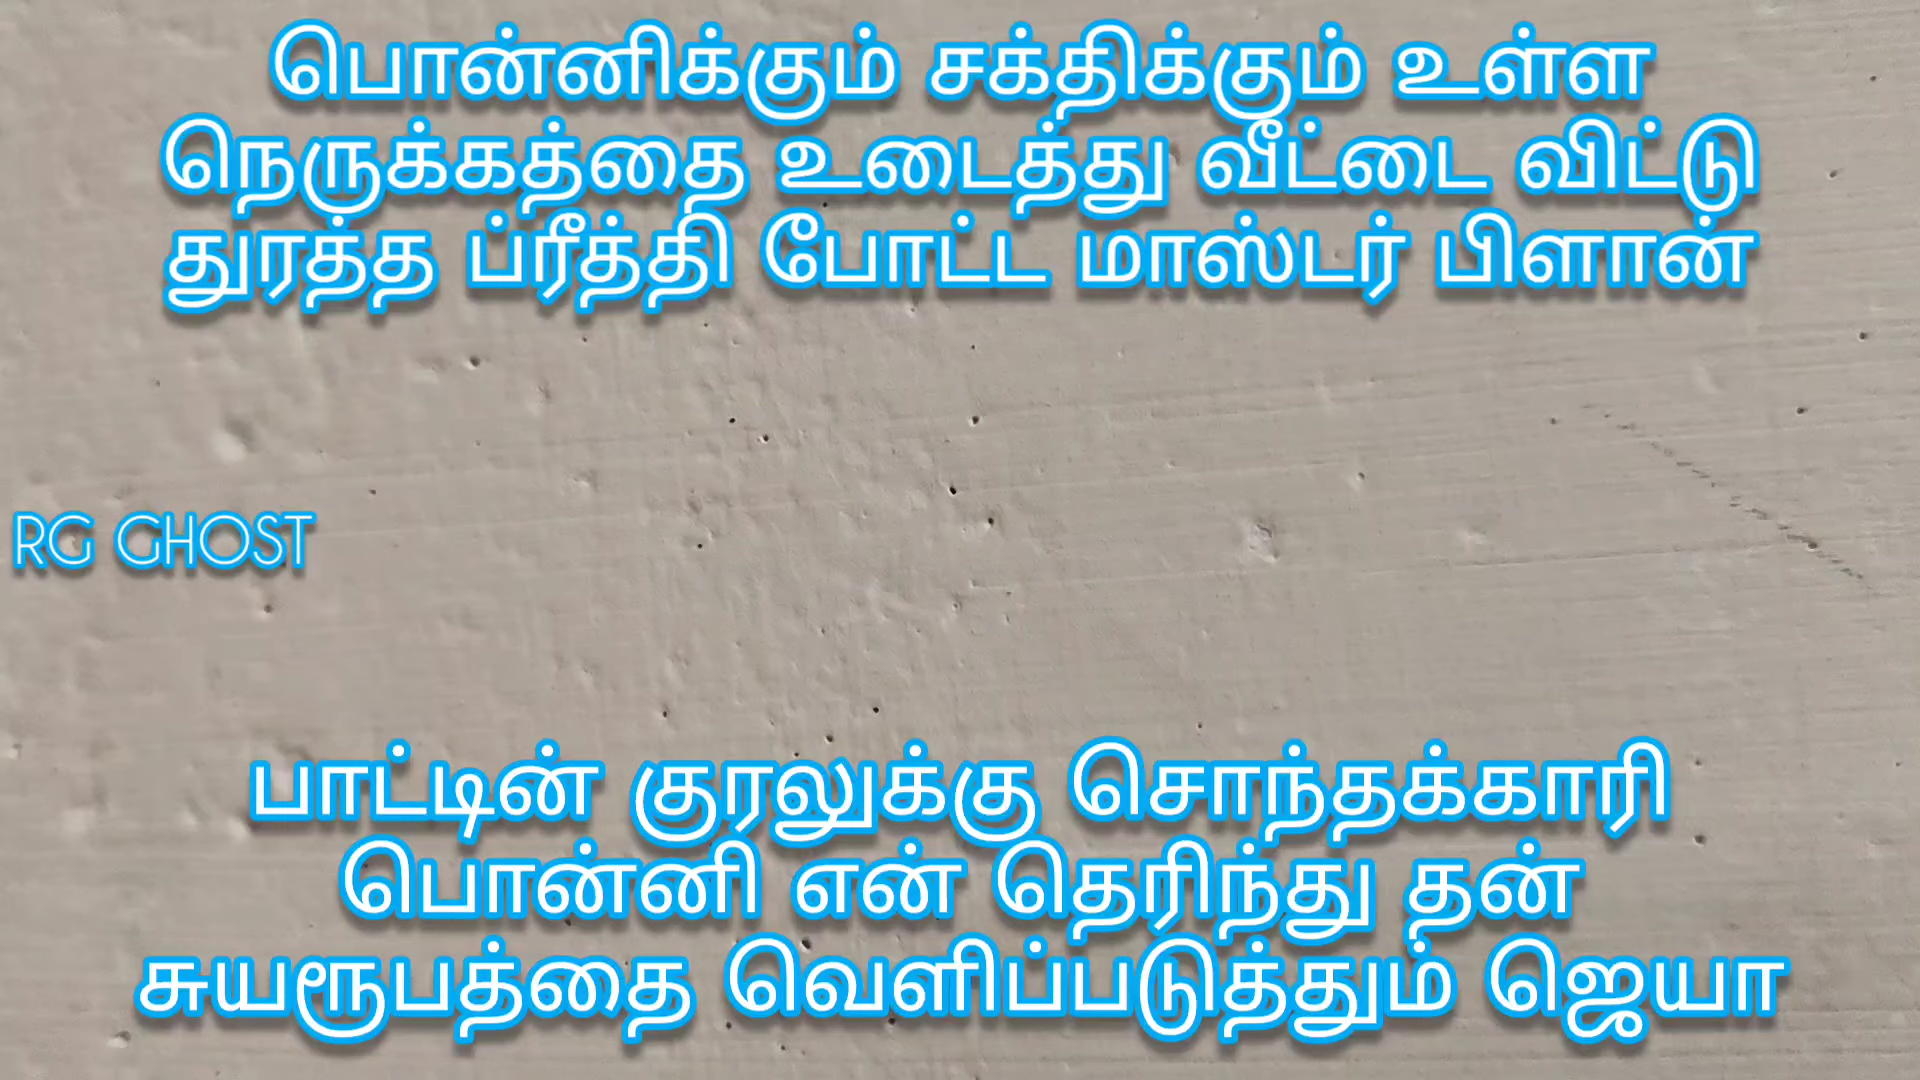 பொன்னிக்கும் சக்திக்கும் உள்ள
நெருக்கத்தை உடைத்து வீட்டை விட்டு
துரத்த ப்ரீத்தி போட்ட மாஸ்டர் பிளான்
RG GHOST
பாட்டின் குரலுக்கு சொந்தக்காரி
பொன்னி என் தெரிந்து தன்
சுயரூபத்தை வெளிப்படுத்தும் ஜெயா